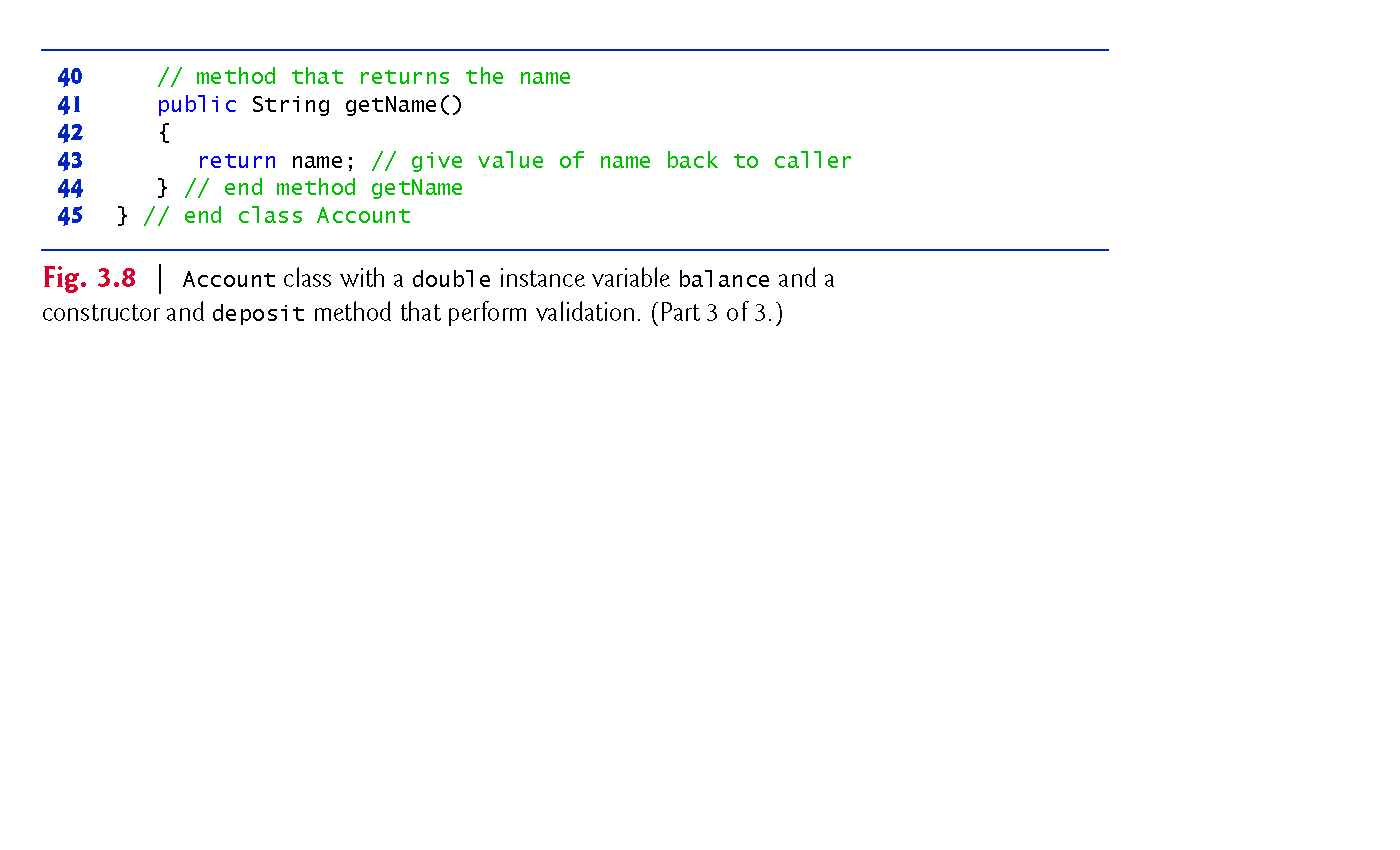 40 // method that returns the name
41 public String getName()
42 {
43 return name; // give value of name back to caller
44 } // end method getName
45 } // end class Account
Fig. 3.8 | Account class with a double instance variable balance and a
constructor and deposit method that perform validation. (Part 3 of 3.)